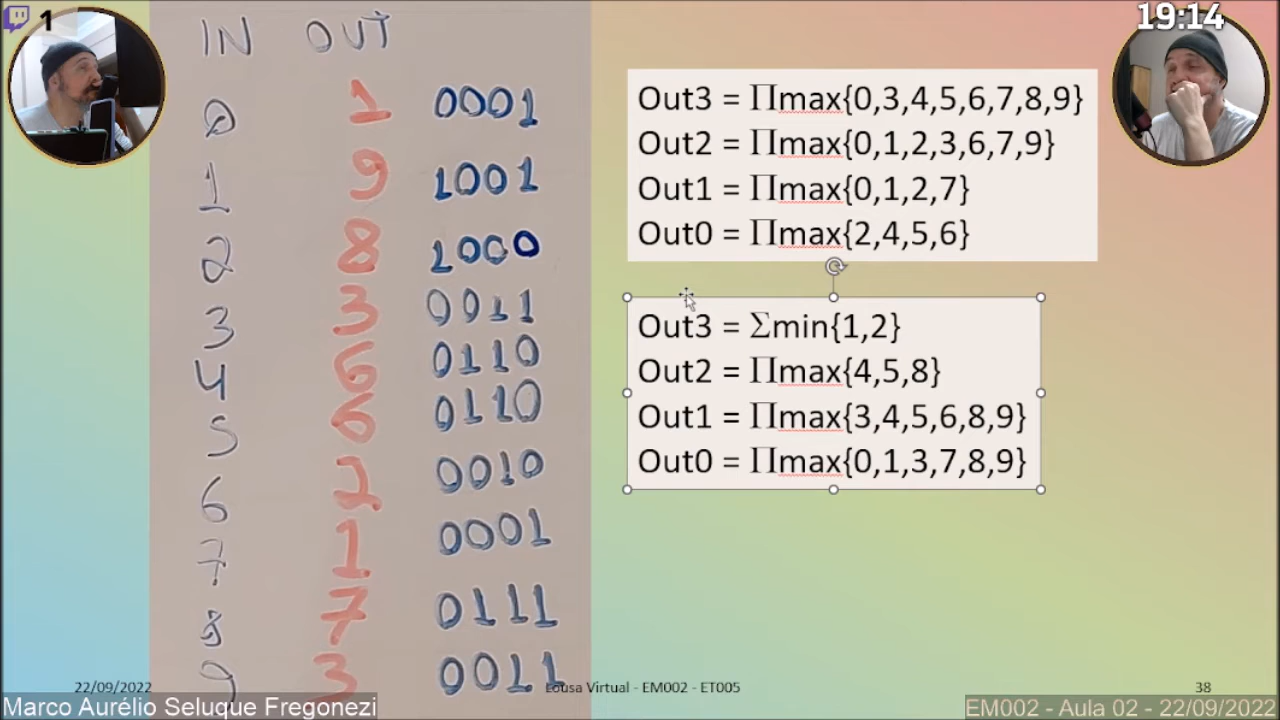 1
19:14
IN OUT
0 1 0001
1 9 1001
2 8 1000
3 3 0011
4 6 0110
5 6 0110
6 2 0010
7 1 0001
8 7 0111
9 3 0011
Out3 = Πmax{0,3,4,5,6,7,8,9}
Out2 = Πmax{0,1,2,3,6,7,9}
Out1 = Πmax{0,1,2,7}
Out0 = Πmax{2,4,5,6}
Out3 = Σmin{1,2}
Out2 = Πmax{4,5,8}
Out1 = Πmax{3,4,5,6,8,9}
Out0 = Πmax{0,1,3,7,8,9}
22/09/2022
Lousa Virtual - EM002 - ET005
38
Marco Aurélio Seluque Fregonezi
EM002 - Aula 02 - 22/09/2022